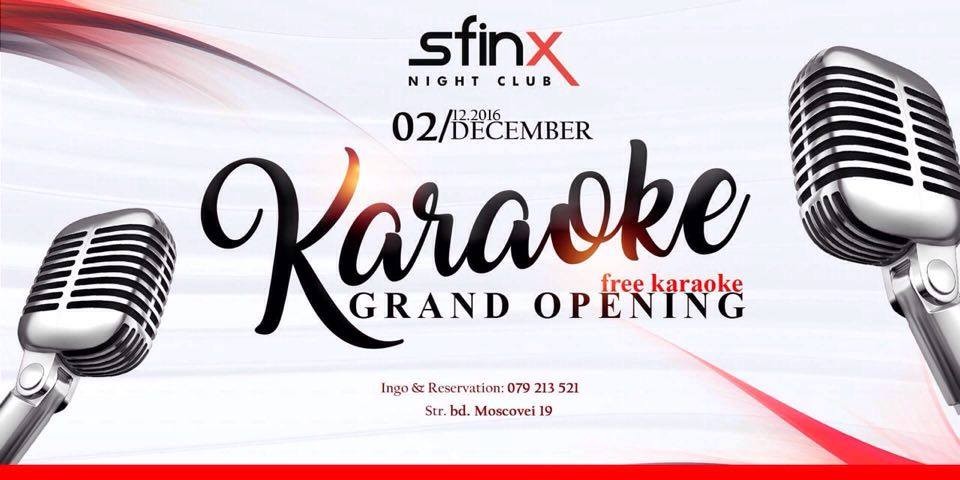 sfinx
NIGHT CLUB
12.2016
02/DECEMBER
Karaoke
free karaoke
GRAND OPENING
Ingo & Reservation: 079 213 521
Str. bd. Moscovei 19